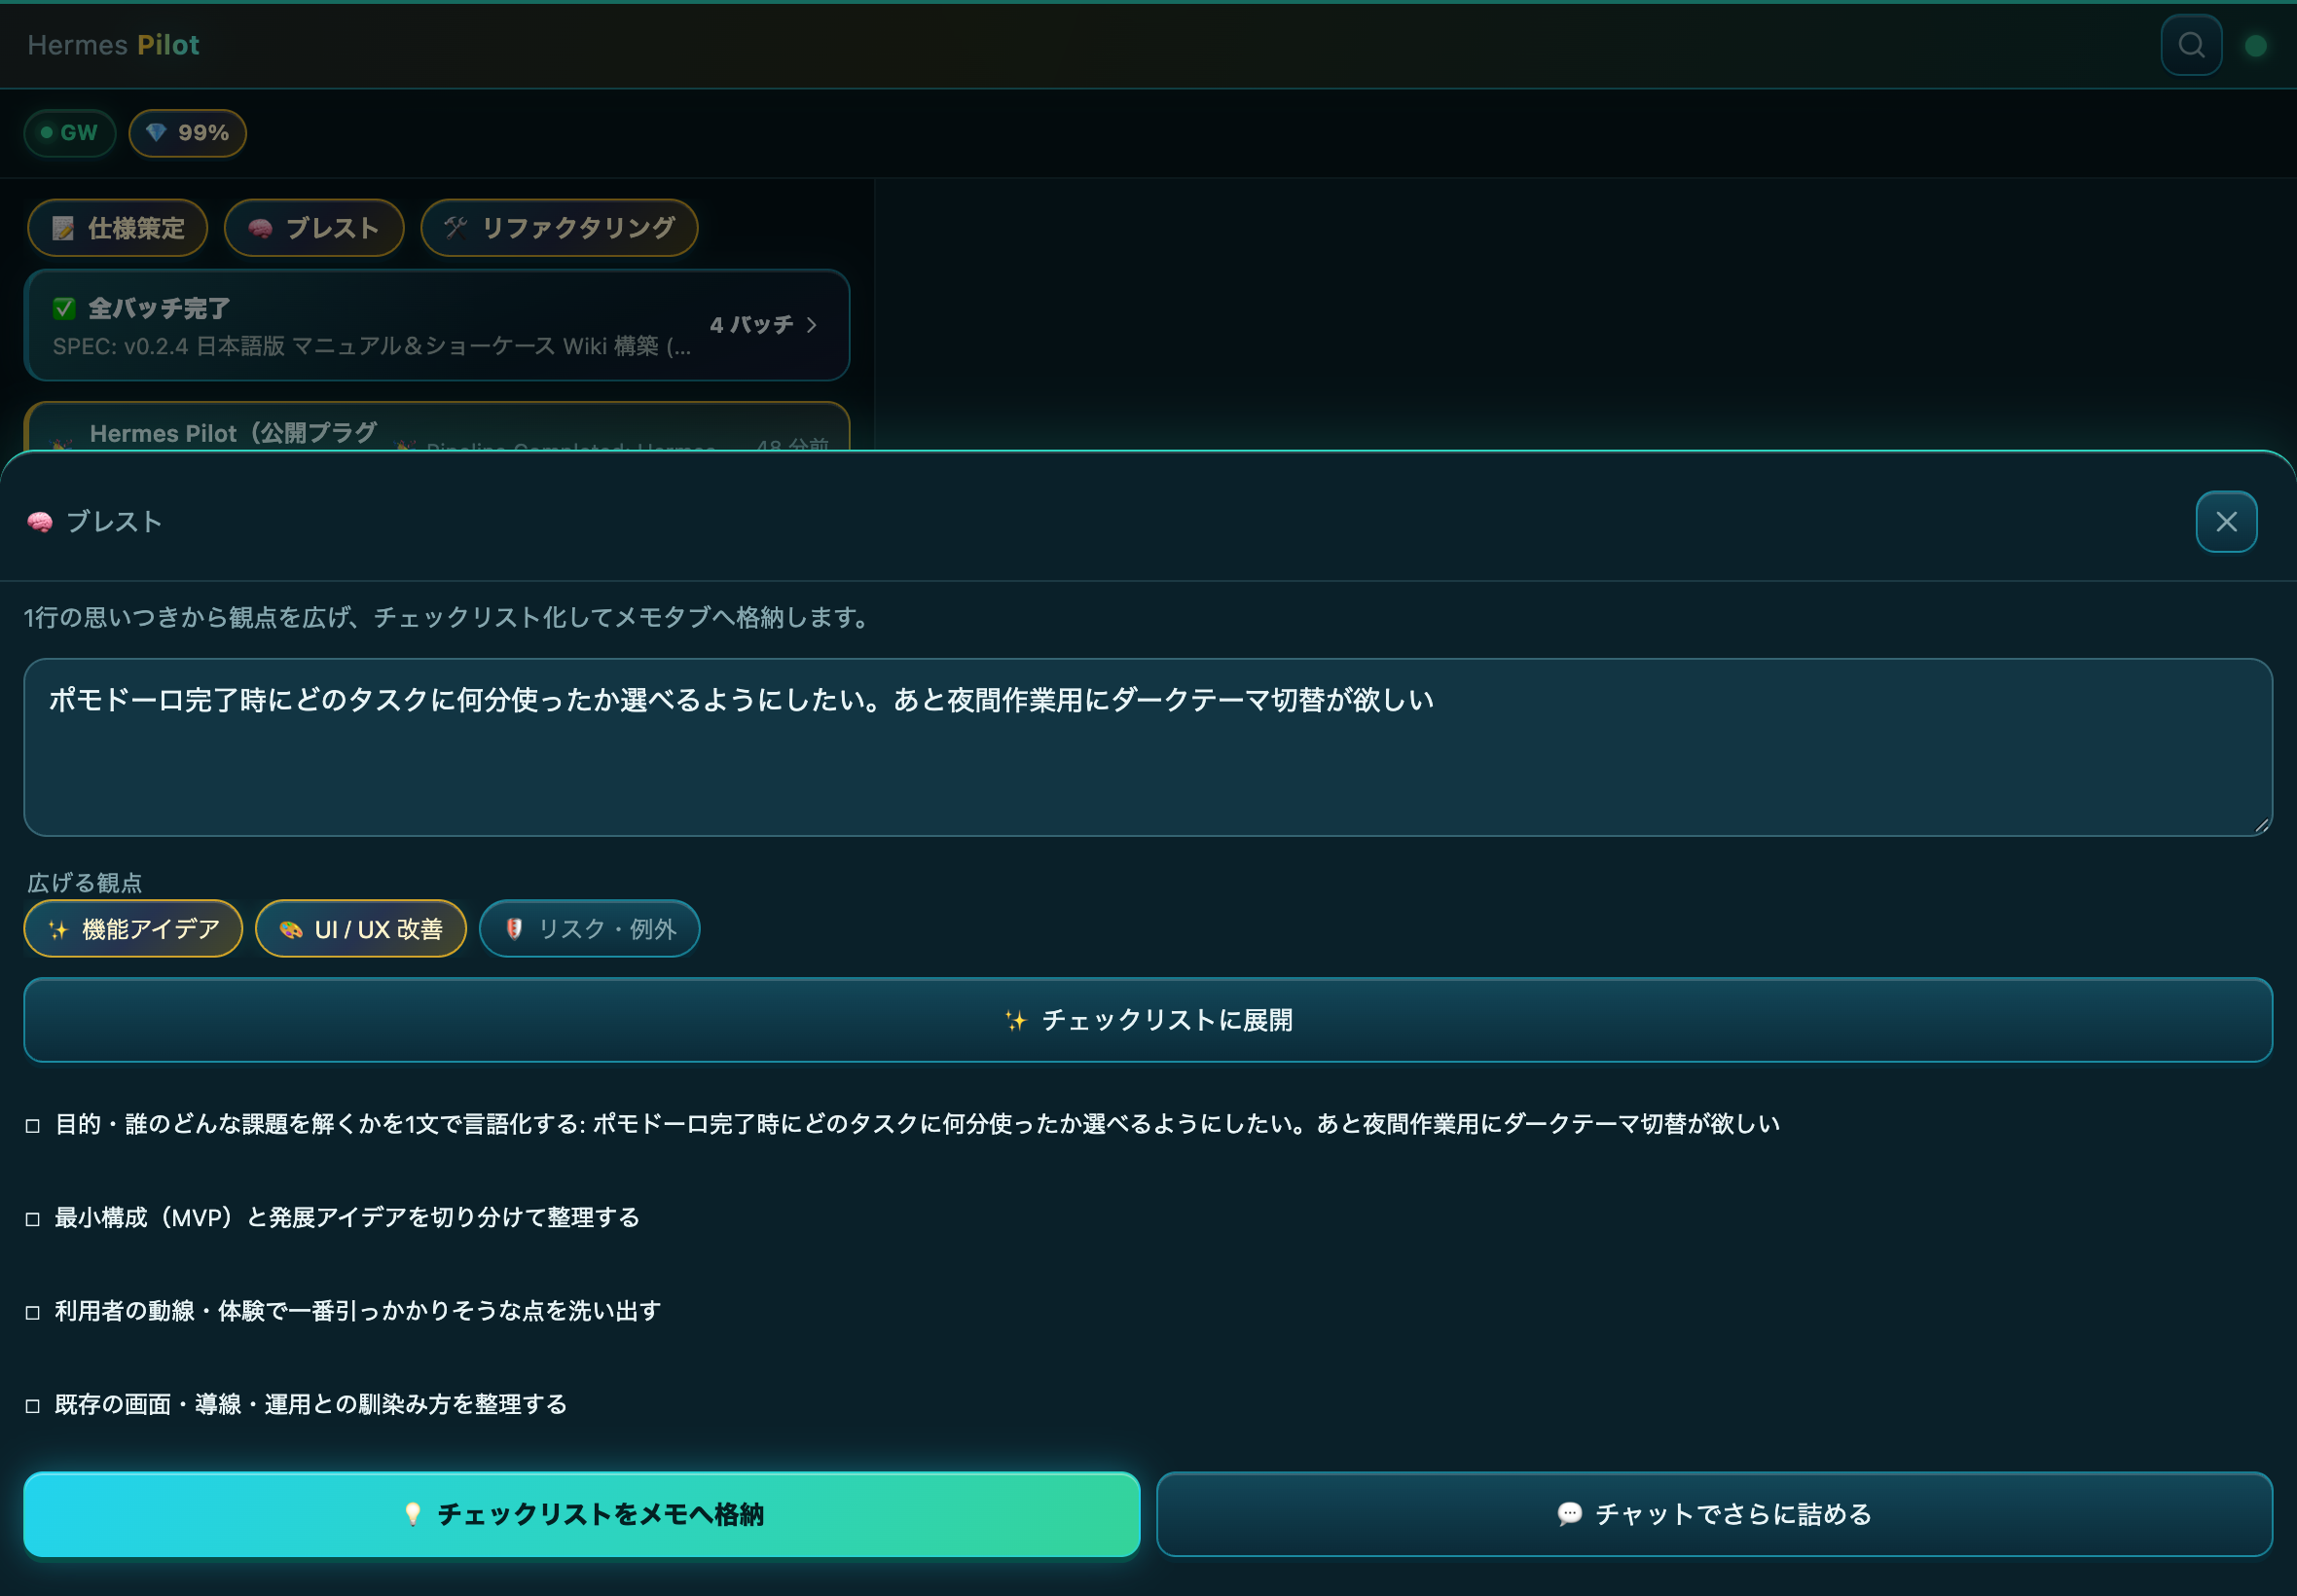 Hermes Pilot
GW
99%
仕様策定
ブレスト
リファクタリング
全バッチ完了
SPEC: v0.2.4 日本語版 マニュアル＆ショーケース Wiki 構築 (...
4 バッチ
Hermes Pilot（公開プラグ
Pipeline Completed: Hermes
48 分前
ブレスト
1行の思いつきから観点を広げ、チェックリスト化してメモタブへ格納します。
ポモドーロ完了時にどのタスクに何分使ったか選べるようにしたい。あと夜間作業用にダークテーマ切替が欲しい
広げる観点
機能アイデア
UI / UX 改善
リスク・例外
チェックリストに展開
目的・誰のどんな課題を解くかを1文で言語化する: ポモドーロ完了時にどのタスクに何分使ったか選べるようにしたい。あと夜間作業用にダークテーマ切替が欲しい
最小構成（MVP）と発展アイデアを切り分けて整理する
利用者の動線・体験で一番引っかかりそうな点を洗い出す
既存の画面・導線・運用との馴染み方を整理する
チェックリストをメモへ格納
チャットでさらに詰める